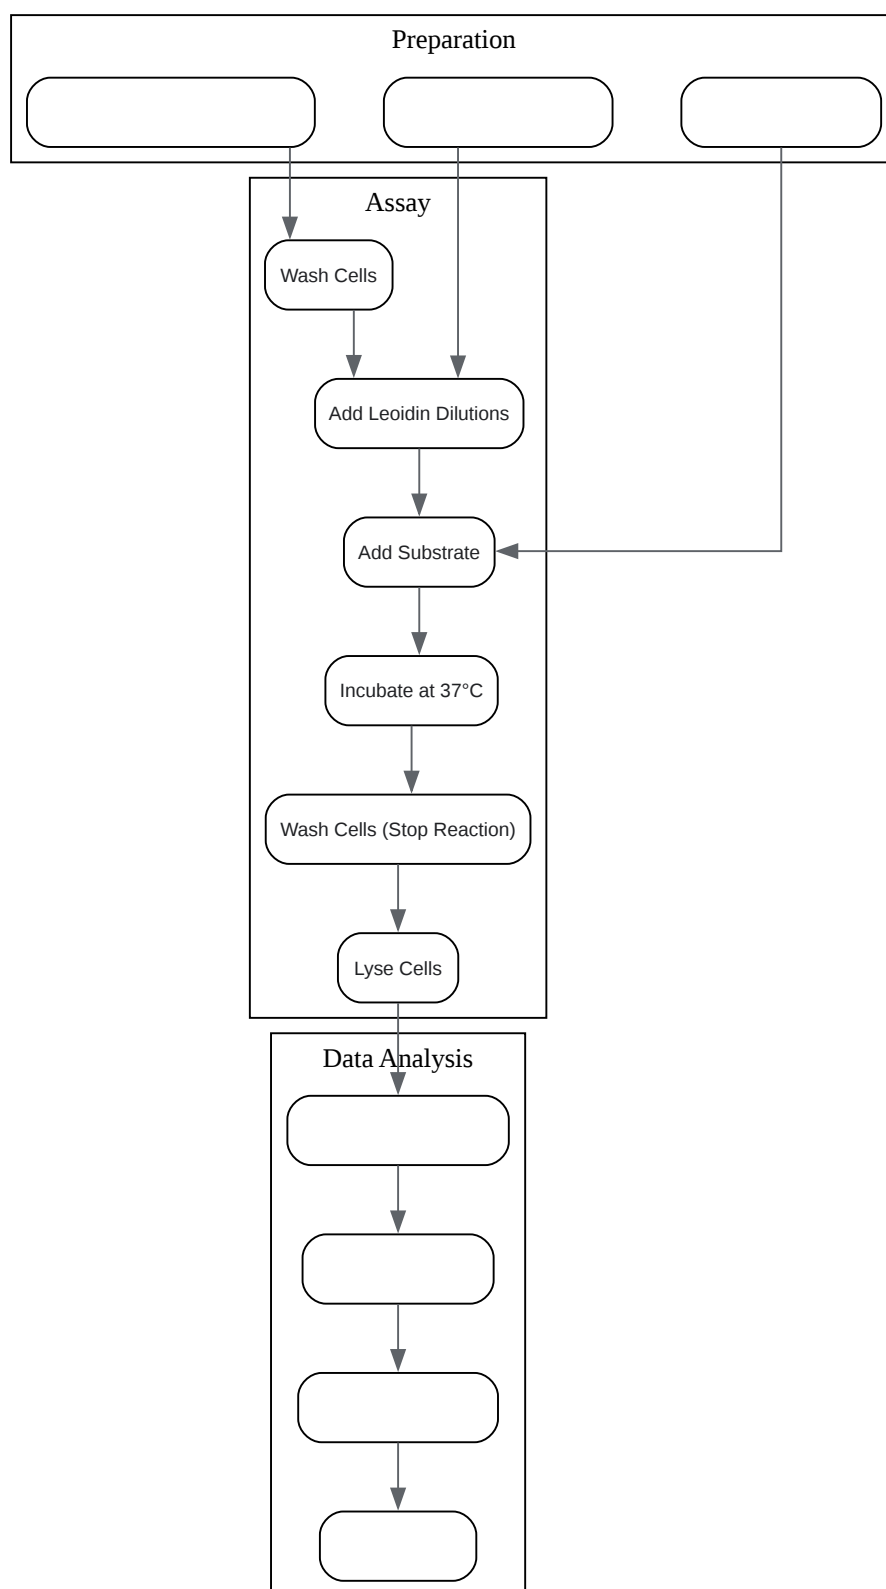 Preparation
Assay
Wash Cells
Add Leoidin Dilutions
Add Substrate
Incubate at 37°C
Wash Cells (Stop Reaction)
Lyse Cells
Data Analysis